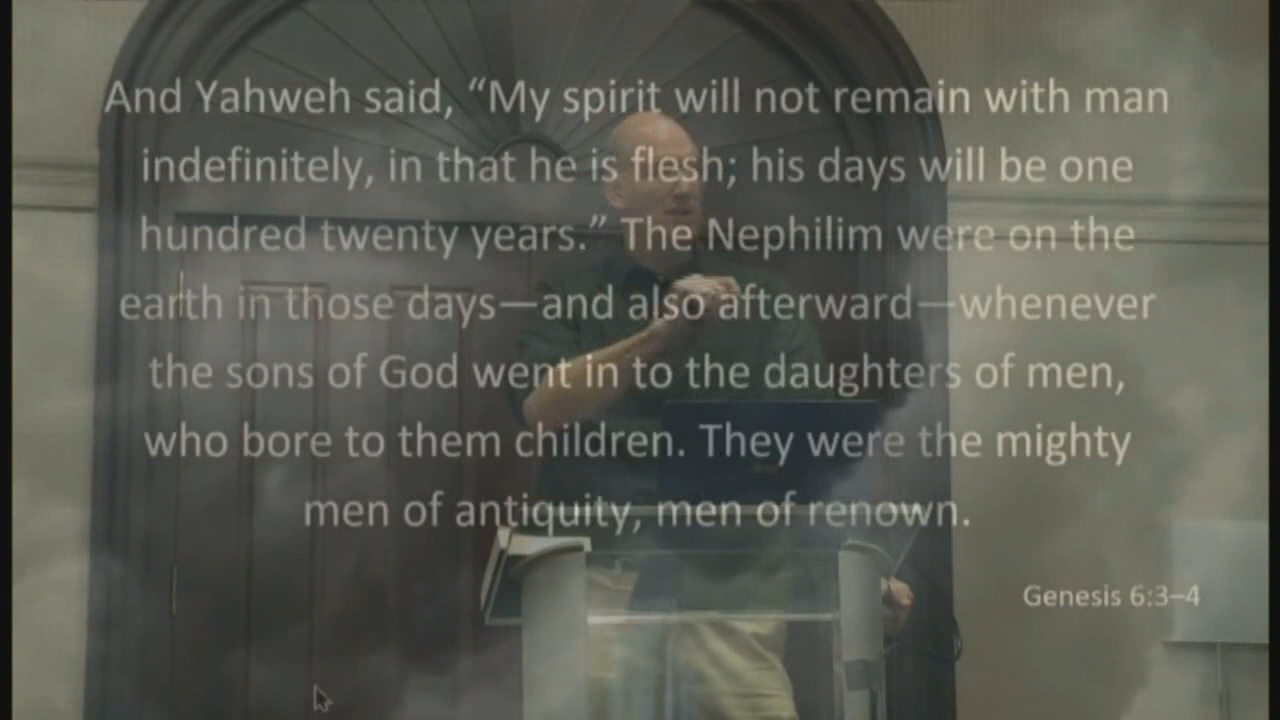 And Yahweh said, “My spirit will not remain with man
indefinitely, in that he is flesh; his days will be one
hundred twenty years.” The Nephilim were on the
earth in those days—and also afterward—whenever
the sons of God went in to the daughters of men,
who bore to them children. They were the mighty
men of antiquity, men of renown.
Genesis 6:3–4